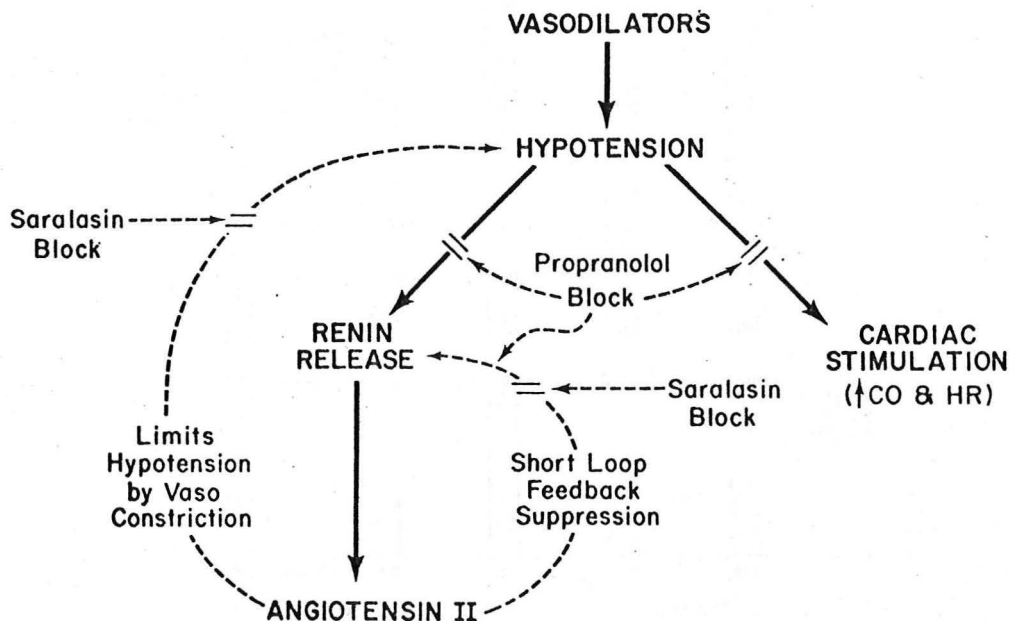 VASODILATORS
HYPOTENSION
Saralasin
Block
Propranolol
Block
RENIN
RELEASE
CARDIAC
STIMULATION
(↑CO & HR)
Saralasin
Block
Limits
Hypotension
by Vaso
Constriction
Short Loop
Feedback
Suppression
ANGIOTENSIN II